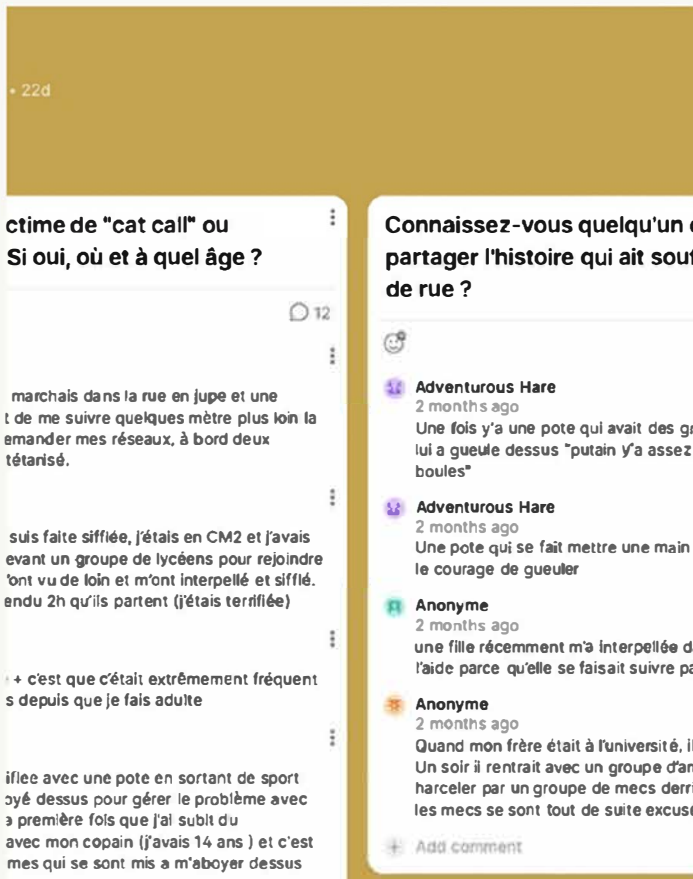 • 22d
ctime de "cat call" ou
Si oui, où et à quel âge ?
12
marchais dans la rue en jupe et une
t de me suivre quelques mètre plus loin la
emander mes réseaux, à bord deux
tétarisé.
suis faite sifflée, j'étais en CM2 et j'avais
evant un groupe de lycéens pour rejoindre
'ont vu de loin et m'ont interpellé et sifflé.
endu 2h qu'ils partent (j'étais terrifiée)
+ c'est que c'était extrêmement fréquent
s depuis que je fais adulte
iflee avec une pote en sortant de sport
oyé dessus pour gérer le problème avec
a première fois que j'ai subit du
avec mon copain (j'avais 14 ans ) et c'est
mes qui se sont mis a m'aboyer dessus
Connaissez-vous quelqu'un
partager l'histoire qui ait souf
de rue ?
Adventurous Hare
2 months ago
Une fois y'a une pote qui avait des gr
lui a gueule dessus "putain y'a assez
boules"
Adventurous Hare
2 months ago
Une pote qui se fait mettre une main
le courage de gueuler
Anonyme
2 months ago
une fille récemment m'a interpellée d
l'aide parce qu'elle se faisait suivre pa
Anonyme
2 months ago
Quand mon frère était à l'université, il
Un soir il rentrait avec un groupe d'am
harceler par un groupe de mecs derri
les mecs se sont tout de suite excusé
+ Add comment